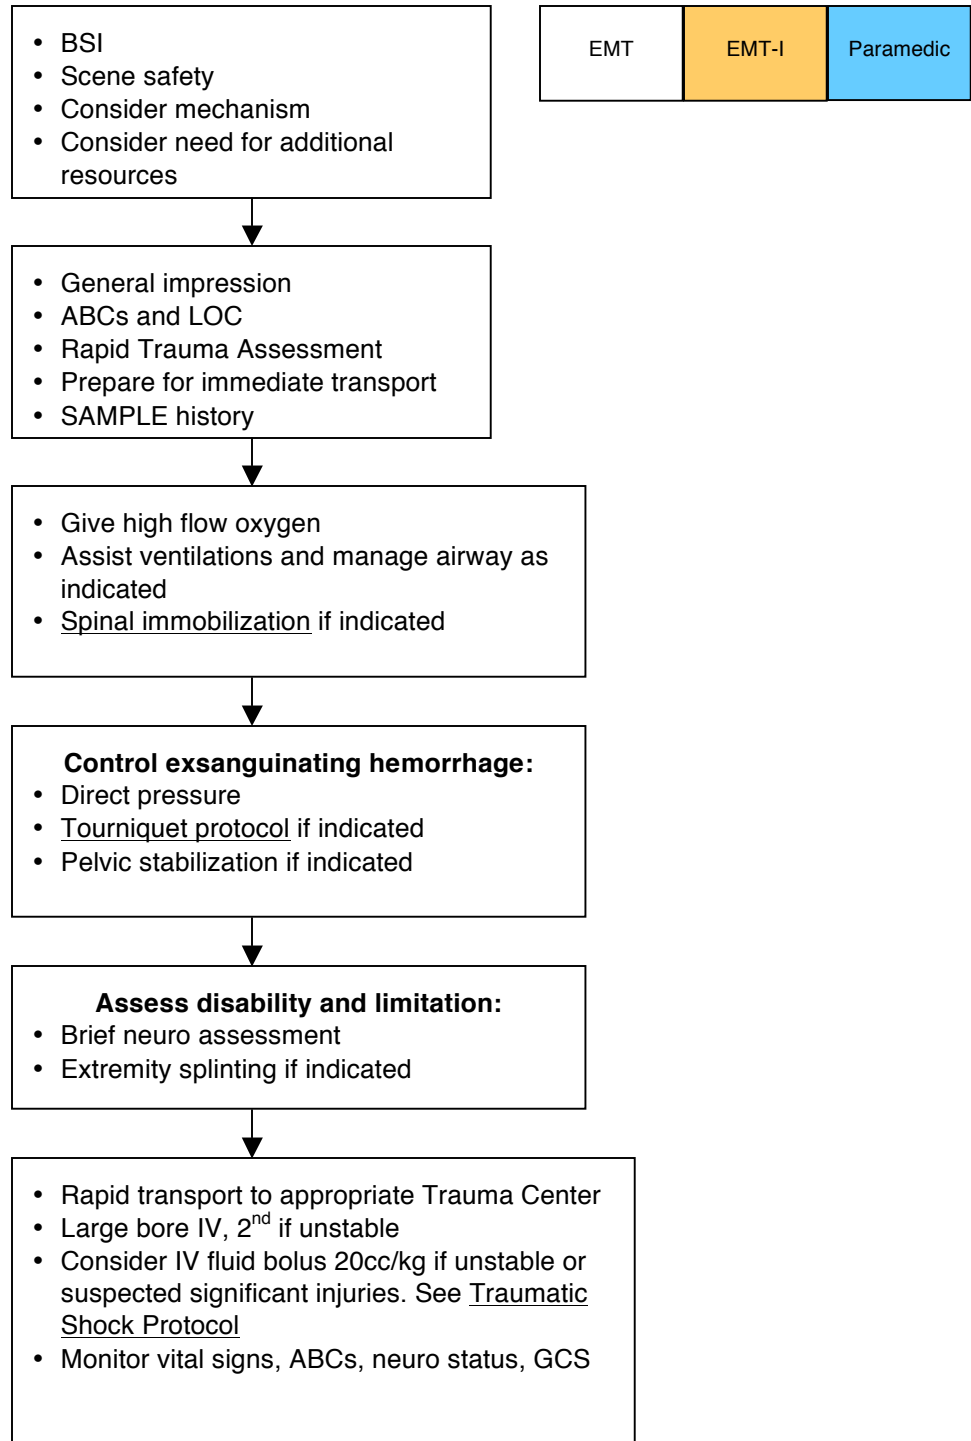 • BSI
• Scene safety
• Consider mechanism
• Consider need for additional
resources
EMT EMT-I Paramedic
• General impression
• ABCs and LOC
• Rapid Trauma Assessment
• Prepare for immediate transport
• SAMPLE history
• Give high flow oxygen
• Assist ventilations and manage airway as
indicated
• Spinal immobilization if indicated
Control exsanguinating hemorrhage:
• Direct pressure
• Tourniquet protocol if indicated
• Pelvic stabilization if indicated
Assess disability and limitation:
• Brief neuro assessment
• Extremity splinting if indicated
• Rapid transport to appropriate Trauma Center
• Large bore IV, 2nd if unstable
• Consider IV fluid bolus 20cc/kg if unstable or
suspected significant injuries. See Traumatic
Shock Protocol
• Monitor vital signs, ABCs, neuro status, GCS